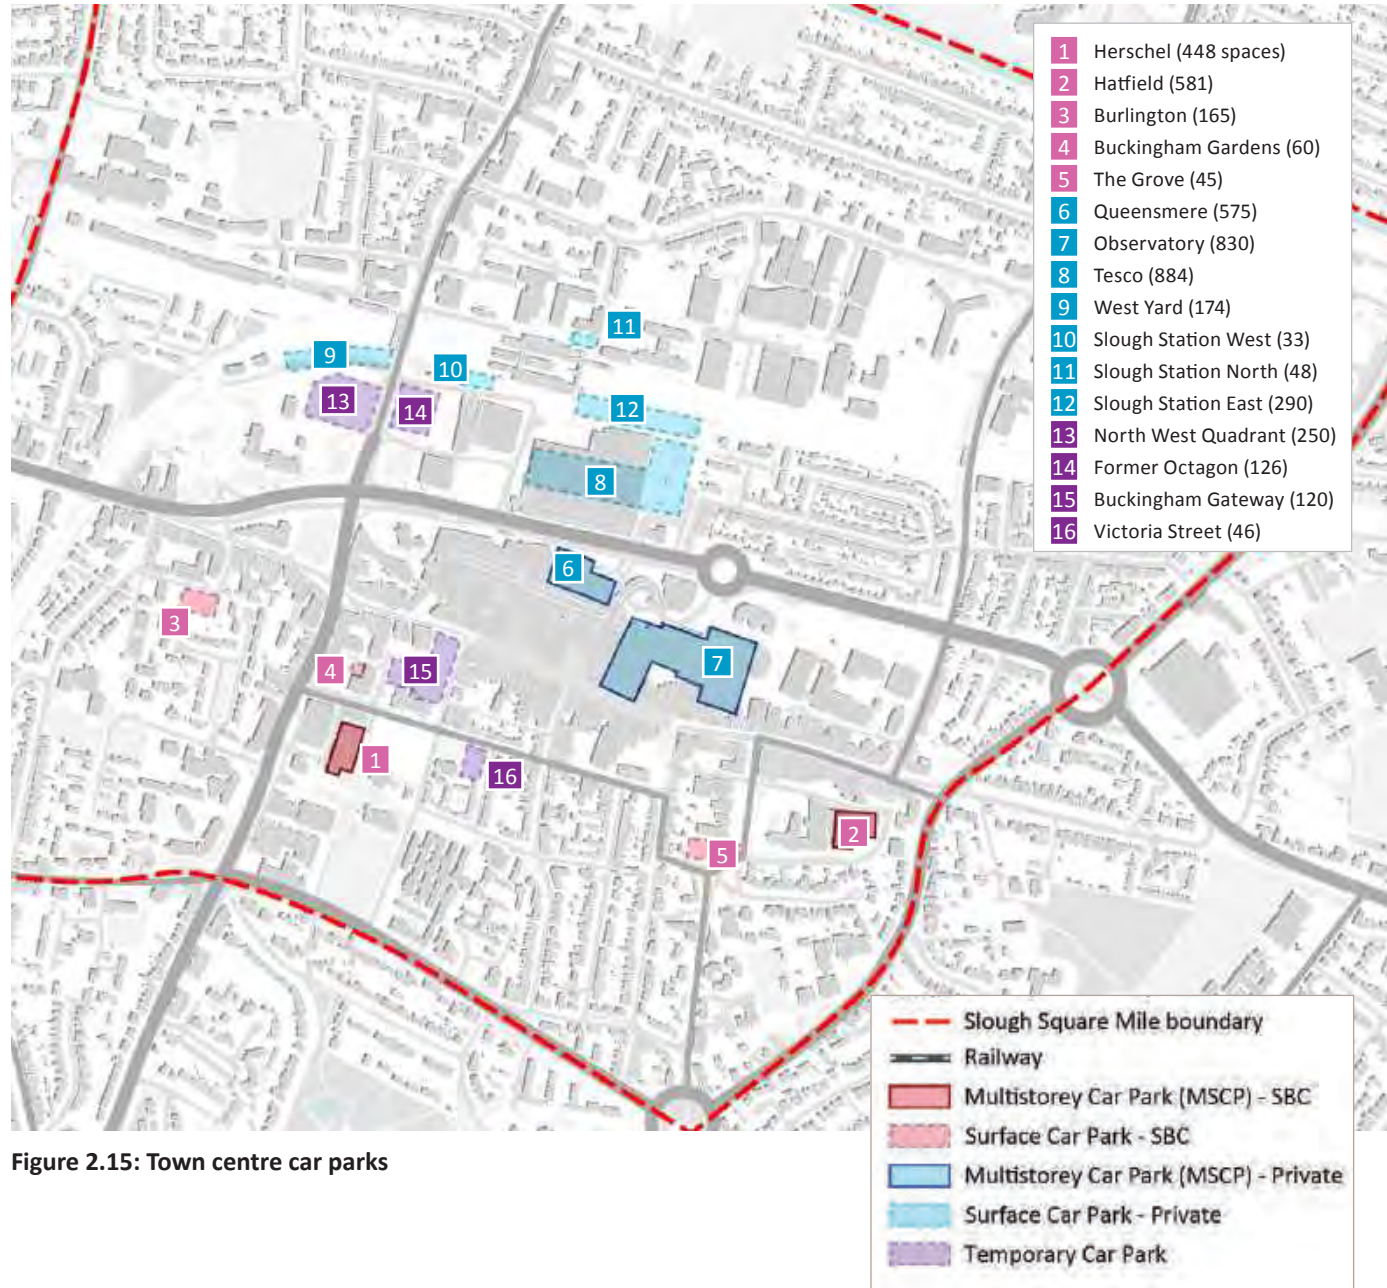 1 Herschel (448 spaces)
2 Hatfield (581)
3 Burlington (165)
4 Buckingham Gardens (60)
5 The Grove (45)
6 Queensmere (575)
7 Observatory (830)
8 Tesco (884)
9 West Yard (174)
10 Slough Station West (33)
11 Slough Station North (48)
12 Slough Station East (290)
13 North West Quadrant (250)
14 Former Octagon (126)
15 Buckingham Gateway (120)
16 Victoria Street (46)
11
9
10
13
14
12
8
6
3
4
15
7
1
16
2
5
Slough Square Mile boundary
Railway
Multistorey Car Park (MSCP) - SBC
Surface Car Park - SBC
Multistorey Car Park (MSCP) - Private
Surface Car Park - Private
Temporary Car Park
Figure 2.15: Town centre car parks